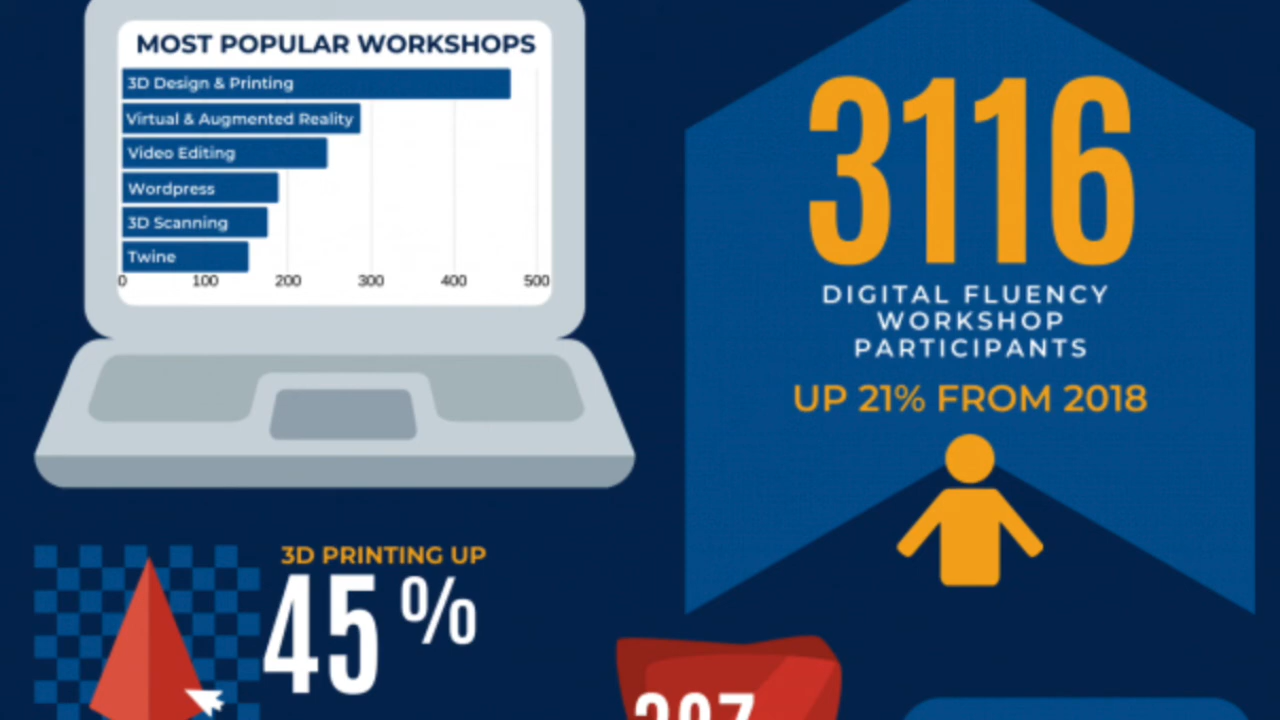 MOST POPULAR WORKSHOPS
3D Design & Printing
Virtual & Augmented Reality
Video Editing
Wordpress
3D Scanning
Twine
0 100 200 300 400 500
3116
DIGITAL FLUENCY
WORKSHOP
PARTICIPANTS
UP 21% FROM 2018
3D PRINTING UP
45%